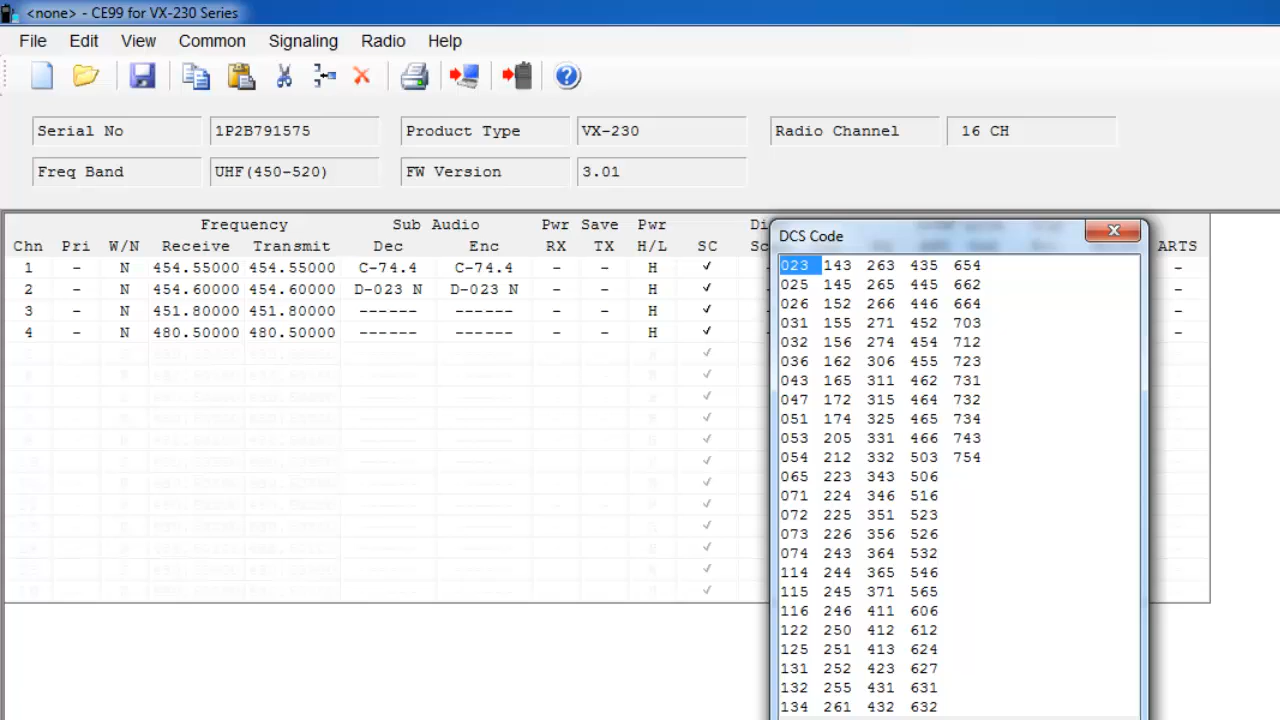 <none> - CE99 for VX-230 Series
File Edit View Common Signaling Radio Help
Serial No 1P2B791575 Product Type VX-230 Radio Channel 16 CH
Freq Band UHF(450-520) FW Version 3.01
Frequency Sub Audio Pwr Save Pwr
Chn Pri W/N Receive Transmit Dec Enc RX TX H/L SC ARTS
1 - N 454.55000 454.55000 C-74.4 C-74.4 - - H ✓ - -
2 - N 454.60000 454.60000 D-023 N D-023 N - - H ✓ - -
3 - N 451.80000 451.80000 ------ ------ - - H ✓ - -
4 - N 480.50000 480.50000 ------ ------ - - H ✓ - -
DCS Code
023 143 263 435 654
025 145 265 445 662
026 152 266 446 664
031 155 271 452 703
032 156 274 454 712
036 162 306 455 723
043 165 311 462 731
047 172 315 464 732
051 174 325 465 734
053 205 331 466 743
054 212 332 503 754
065 223 343 506
071 224 346 516
072 225 351 523
073 226 356 526
074 243 364 532
114 244 365 546
115 245 371 565
116 246 411 606
122 250 412 612
125 251 413 624
131 252 423 627
132 255 431 631
134 261 432 632